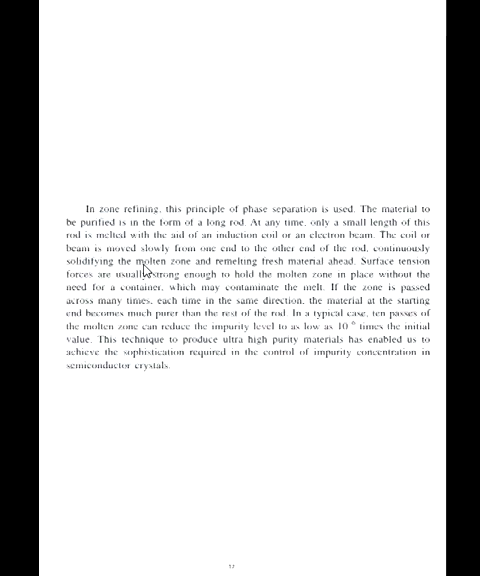 In zone refining, this principle of phase separation is used. The material to
be purified is in the form of a long rod. At any time, only a small length of this
rod is melted with the aid of an induction coil or an electron beam. The coil or
beam is moved slowly from one end to the other end of the rod, continuously
solidifying the molten zone and remelting fresh material ahead. Surface tension
forces are usually strong enough to hold the molten zone in place without the
need for a container, which may contaminate the melt. If the zone is passed
across many times, each time in the same direction, the material at the starting
end becomes much purer than the rest of the rod. In a typical case, ten passes of
the molten zone can reduce the impurity level to as low as 10 times the initial
value. This technique to produce ultra high purity materials has enabled us to
achieve the sophistication required in the control of impurity concentration in
semiconductor crystals.